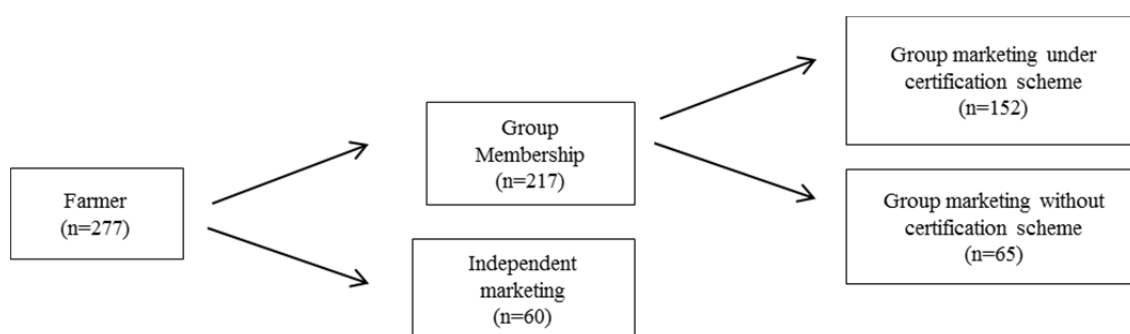 Farmer
(n=277)
Group
Membership
(n=217)
Independent
marketing
(n=60)
Group marketing under
certification scheme
(n=152)
Group marketing without
certification scheme
(n=65)